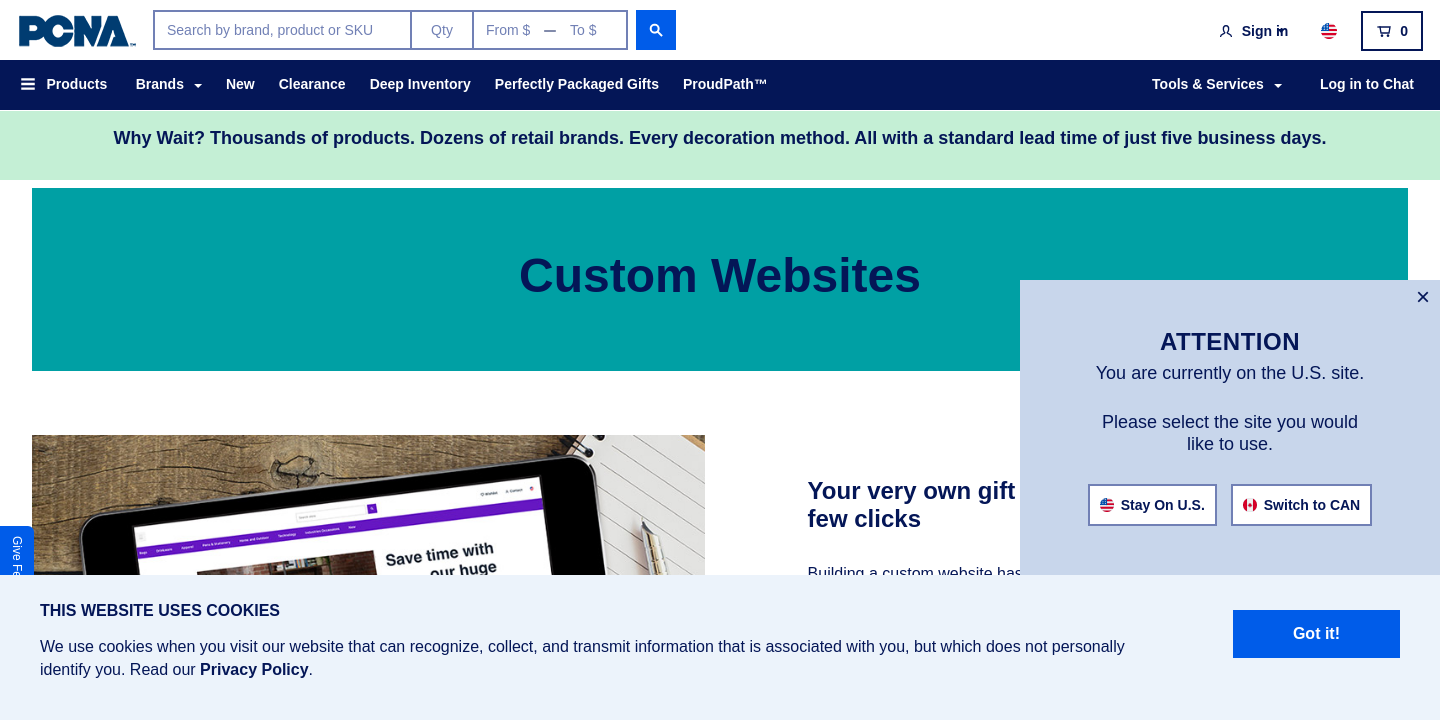 PCNA
Search by brand, product or SKU
Qty
From $ — To $
Sign in
0
Products
Brands
New
Clearance
Deep Inventory
Perfectly Packaged Gifts
ProudPath™
Tools & Services
Log in to Chat
Why Wait? Thousands of products. Dozens of retail brands. Every decoration method. All with a standard lead time of just five business days.
Custom Websites
ATTENTION
You are currently on the U.S. site.
Please select the site you would
like to use.
Stay On U.S.
Switch to CAN
Save time with
our huge
Your very own gift
few clicks
Building a custom website has
Give Fe
THIS WEBSITE USES COOKIES
We use cookies when you visit our website that can recognize, collect, and transmit information that is associated with you, but which does not personally
identify you. Read our Privacy Policy.
Got it!